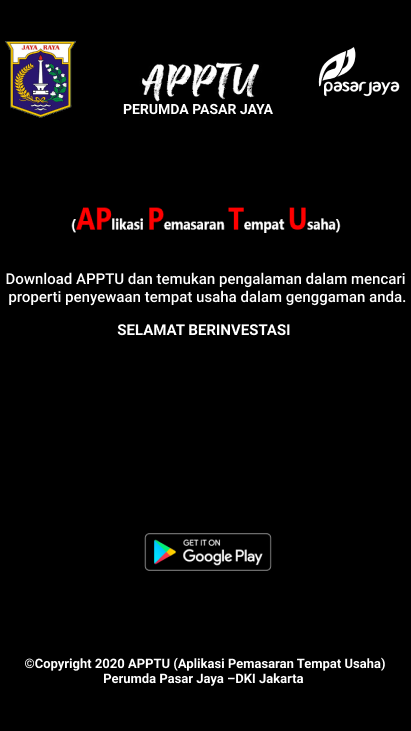 JAYA RAYA
APPTU
PERUMDA PASAR JAYA
pasar jaya
(APlikasi Pemasaran Tempat Usaha)
Download APPTU dan temukan pengalaman dalam mencari
properti penyewaan tempat usaha dalam genggaman anda.
SELAMAT BERINVESTASI
GET IT ON
Google Play
©Copyright 2020 APPTU (Aplikasi Pemasaran Tempat Usaha)
Perumda Pasar Jaya –DKI Jakarta